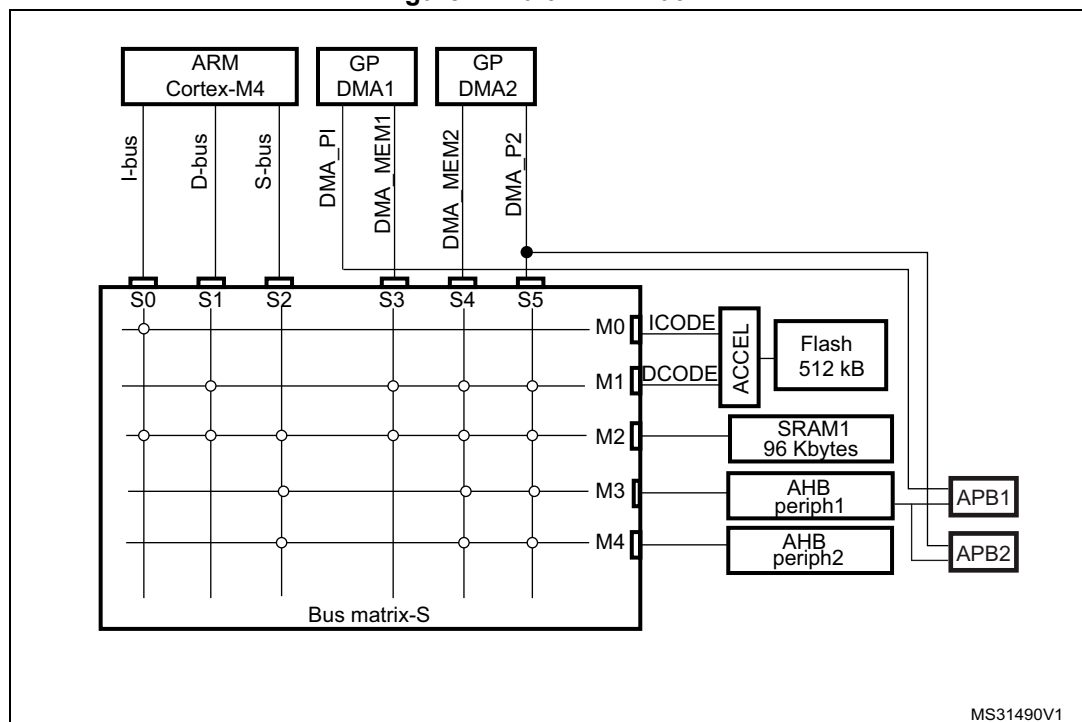 ARM
Cortex-M4
GP
DMA1
GP
DMA2
I-bus
D-bus
S-bus
DMA_PI
DMA_MEM1
DMA_MEM2
DMA_P2
S0 S1 S2 S3 S4 S5
M0 ICODE
M1 DCODE
ACCEL
Flash
512 kB
M2
SRAM1
96 Kbytes
M3
AHB
periph1
APB1
M4
AHB
periph2
APB2
Bus matrix-S
MS31490V1